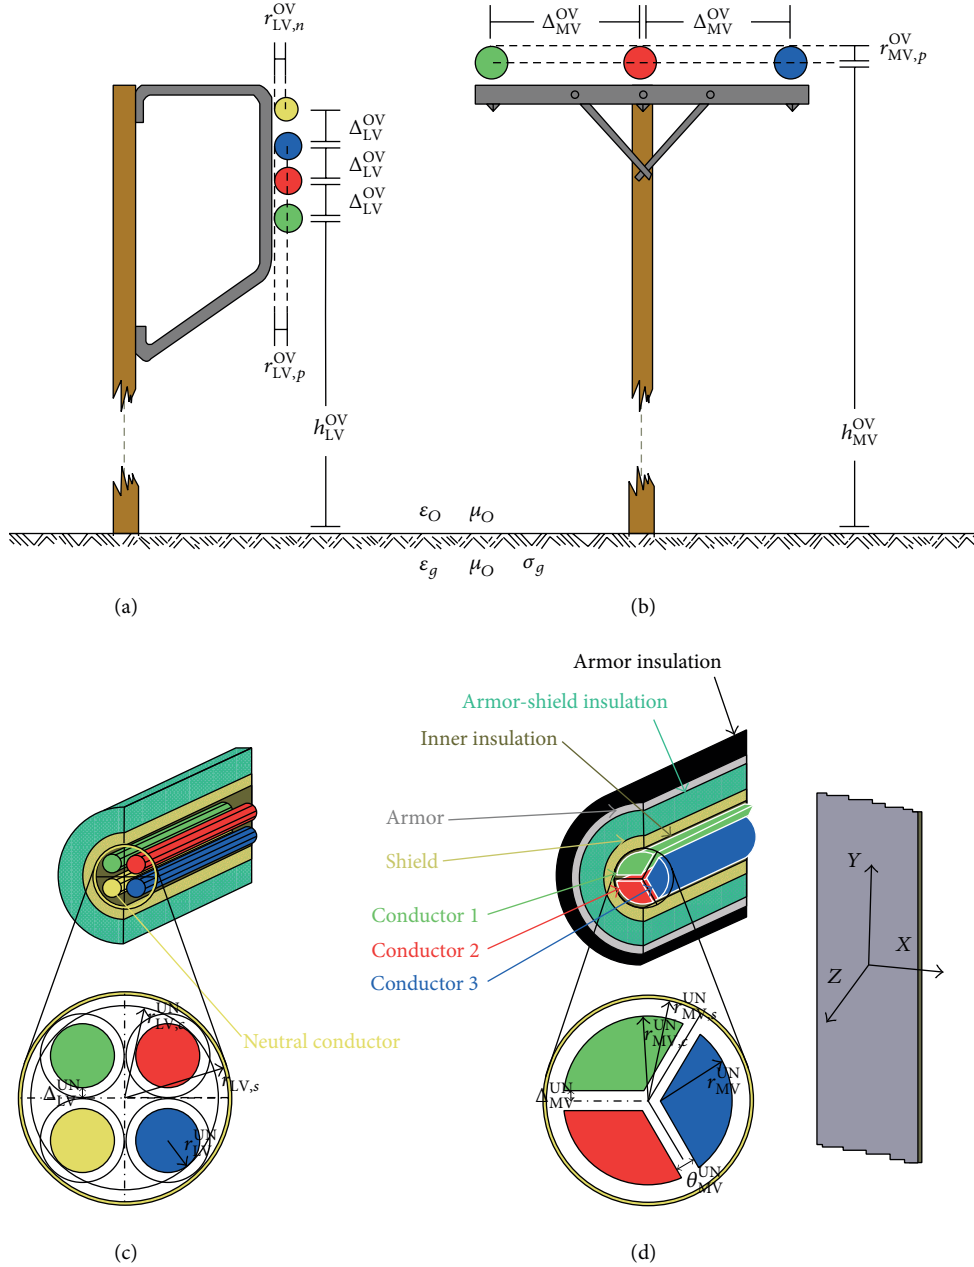 r^OV_LV,n
Δ^OV_LV
Δ^OV_LV
Δ^OV_LV
r^OV_LV,p
h^OV_LV
Δ^OV_MV Δ^OV_MV
r^OV_MV,p
h^OV_MV
ε_O μ_O
ε_g μ_O σ_g
(a) (b)
Armor insulation
Armor-shield insulation
Inner insulation
Armor
Shield
Conductor 1
Conductor 2
Conductor 3
Neutral conductor
r^UN_LV,c
r_LV,s
Δ^UN_LV
r^UN_LV
r^UN_MV,s
r^UN_MV,c
r^UN_MV
Δ^UN_MV
θ^UN_MV
Y
X
Z
(c) (d)